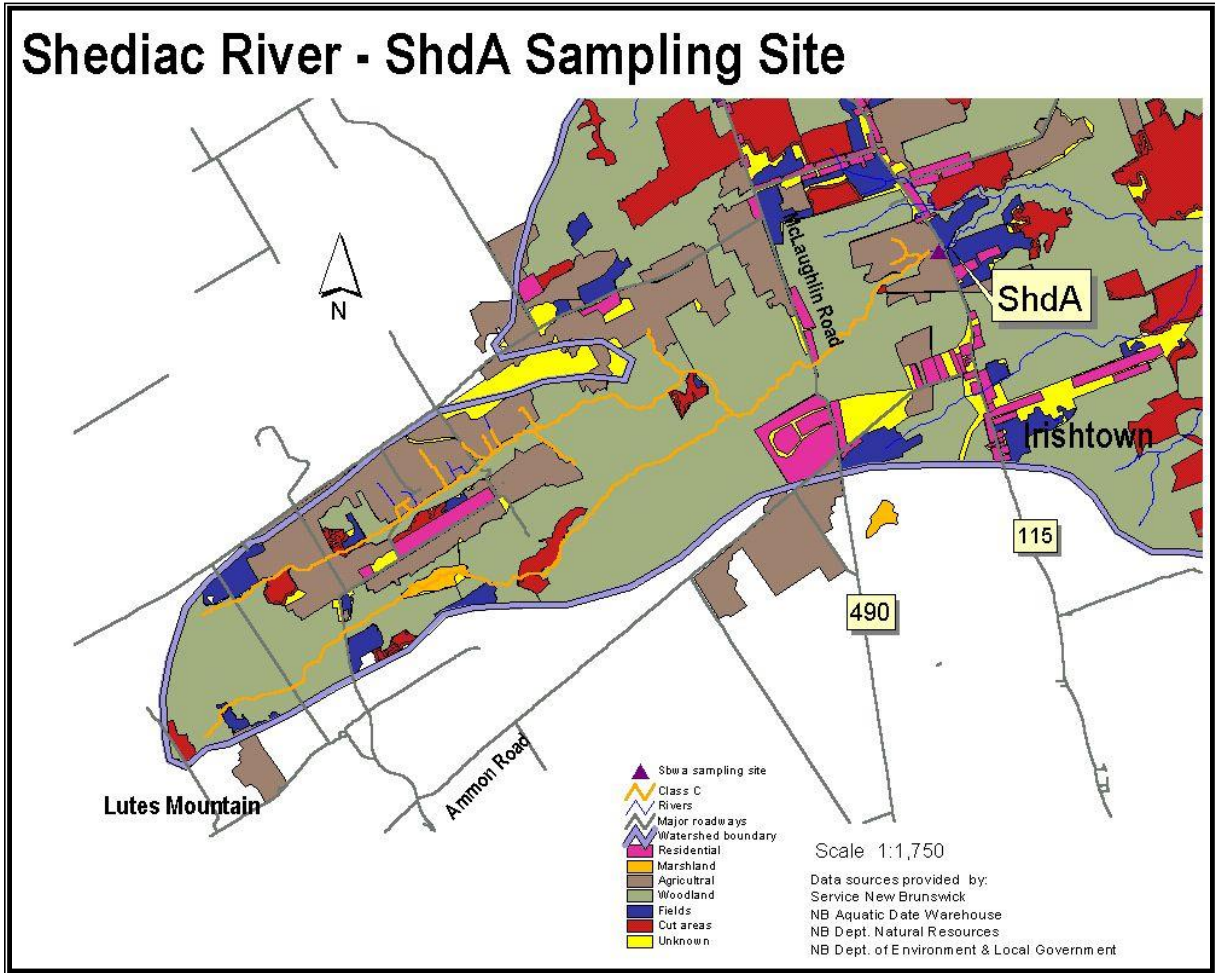 Shediac River - ShdA Sampling Site
N
McLaughlin Road
ShdA
Irishtown
115
490
Ammon Road
Lutes Mountain
Sbwa sampling site
Class C
Rivers
Major roadways
Watershed boundary
Residential
Marshland
Agricultral
Woodland
Fields
Cut areas
Unknown
Scale 1:1,750
Data sources provided by:
Service New Brunswick
NB Aquatic Date Warehouse
NB Dept. Natural Resources
NB Dept. of Environment & Local Government